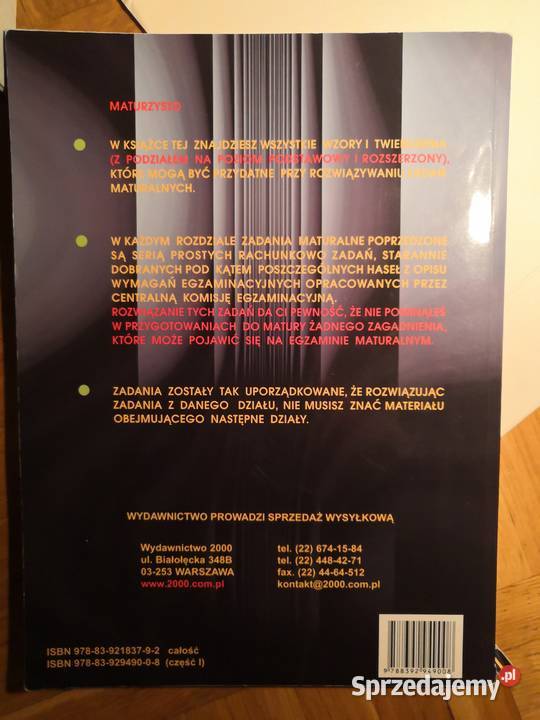 MATURZYSTO
W KSIĄŻCE TEJ ZNAJDZIESZ WSZYSTKIE WZORY I TWIERDZENIA
(Z PODZIAŁEM NA POZIOM PODSTAWOWY I ROZSZERZONY),
KTÓRE MOGĄ BYĆ PRZYDATNE PRZY ROZWIĄZYWANIU ZADAŃ
MATURALNYCH.
W KAŻDYM ROZDZIALE ZADANIA MATURALNE POPRZEDZONE
SĄ SERIĄ PROSTYCH RACHUNKOWO ZADAŃ, STARANNIE
DOBRANYCH POD KĄTEM POSZCZEGÓLNYCH HASEŁ Z OPISU
WYMAGAŃ EGZAMINACYJNYCH OPRACOWANYCH PRZEZ
CENTRALNĄ KOMISJĘ EGZAMINACYJNĄ.
ROZWIĄZANIE TYCH ZADAŃ DA CI PEWNOŚĆ, ŻE NIE POMINĄŁEŚ
W PRZYGOTOWANIACH DO MATURY ŻADNEGO ZAGADNIENIA,
KTÓRE MOŻE POJAWIĆ SIĘ NA EGZAMINIE MATURALNYM.
ZADANIA ZOSTAŁY TAK UPORZĄDKOWANE, ŻE ROZWIĄZUJĄC
ZADANIA Z DANEGO DZIAŁU, NIE MUSISZ ZNAĆ MATERIAŁU
OBEJMUJĄCEGO NASTĘPNE DZIAŁY.
WYDAWNICTWO PROWADZI SPRZEDAŻ WYSYŁKOWĄ
Wydawnictwo 2000 tel. (22) 674-15-84
ul. Białołęcka 348B tel. (22) 448-42-71
03-253 WARSZAWA fax. (22) 44-64-512
www.2000.com.pl kontakt@2000.com.pl
ISBN 978-83-921837-9-2 całość
ISBN 978-83-929490-0-8 (część I)
9788392949008
Sprzedajemy.pl